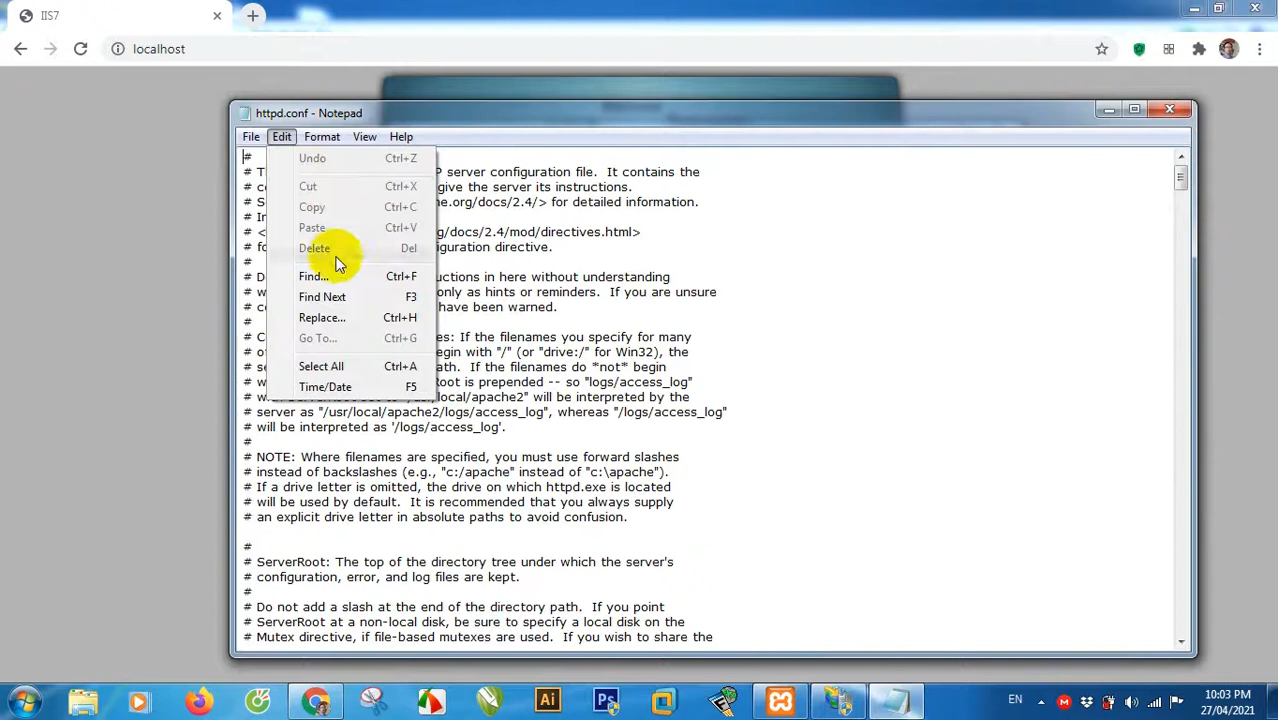 IIS7
localhost
httpd.conf - Notepad
File Edit Format View Help
#
Undo Ctrl+Z
# T P server configuration file. It contains the
Cut Ctrl+X
# co give the server its instructions.
# S e.org/docs/2.4/> for detailed information.
Copy Ctrl+C
# In
Paste Ctrl+V
# < g/docs/2.4/mod/directives.html>
# fo guration directive.
Delete Del
#
Find... Ctrl+F
# D uctions in here without understanding
# w only as hints or reminders. If you are unsure
Find Next F3
# co have been warned.
Replace... Ctrl+H
#
# C es: If the filenames you specify for many
Go To... Ctrl+G
# of egin with "/" (or "drive:/" for Win32), the
# se path. If the filenames do *not* begin
Select All Ctrl+A
# w Root is prepended -- so "logs/access_log"
Time/Date F5
# w local/apache2" will be interpreted by the
# server as "/usr/local/apache2/logs/access_log", whereas "/logs/access_log"
# will be interpreted as '/logs/access_log'.
#
# NOTE: Where filenames are specified, you must use forward slashes
# instead of backslashes (e.g., "c:/apache" instead of "c:\apache").
# If a drive letter is omitted, the drive on which httpd.exe is located
# will be used by default. It is recommended that you always supply
# an explicit drive letter in absolute paths to avoid confusion.
#
# ServerRoot: The top of the directory tree under which the server's
# configuration, error, and log files are kept.
#
# Do not add a slash at the end of the directory path. If you point
# ServerRoot at a non-local disk, be sure to specify a local disk on the
# Mutex directive, if file-based mutexes are used. If you wish to share the
Ai
Ps
EN
10:03 PM
27/04/2021